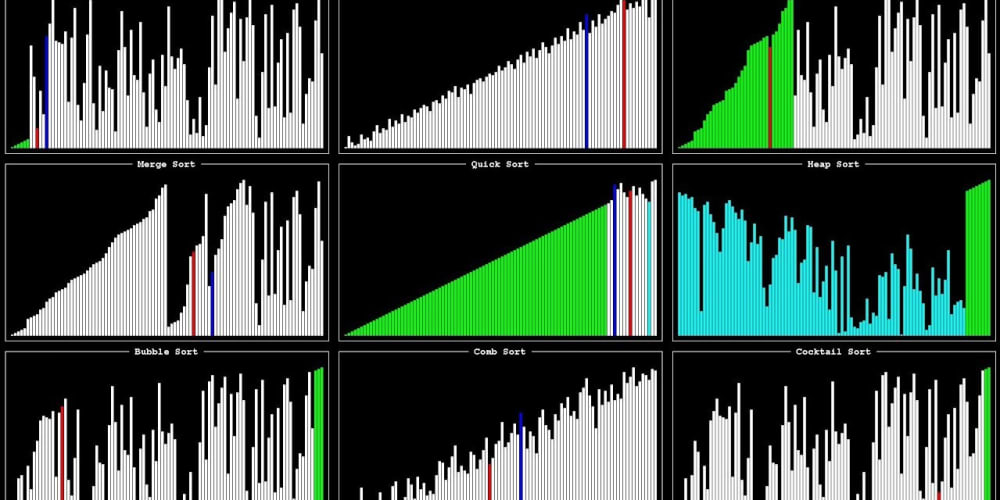 Merge Sort
Quick Sort
Heap Sort
Bubble Sort
Comb Sort
Cocktail Sort